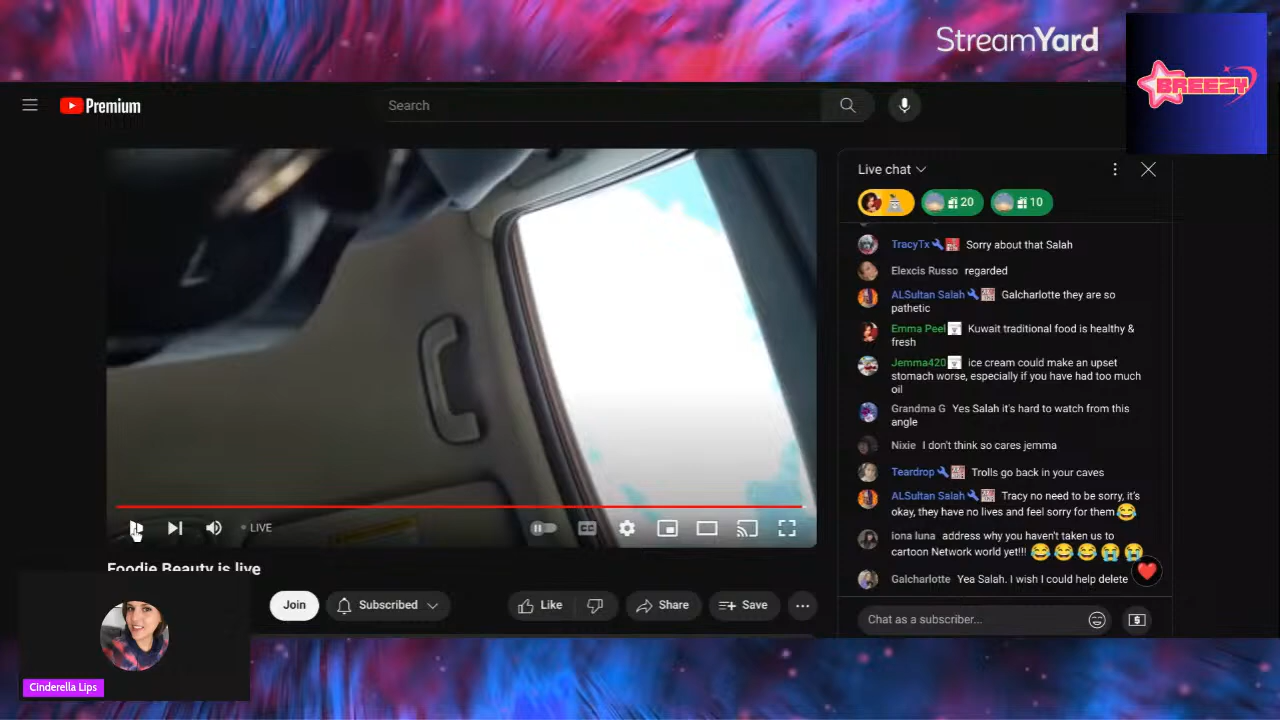 StreamYard
BREEZY
Premium
Search
Live chat
20
10
TracyTx Sorry about that Salah
Elexcis Russo regarded
ALSultan Salah Galcharlotte they are so
pathetic
Emma Peel Kuwait traditional food is healthy &
fresh
Jemma420 ice cream could make an upset
stomach worse, especially if you have had too much
oil
Grandma G Yes Salah it's hard to watch from this
angle
Nixie I don't think so cares jemma
Teardrop Trolls go back in your caves
ALSultan Salah Tracy no need to be sorry, it's
okay, they have no lives and feel sorry for them 😂
iona luna address why you haven't taken us to
cartoon Network world yet!!! 😂😂😂😭😭
Galcharlotte Yea Salah. I wish I could help delete
Chat as a subscriber...
LIVE
CC
Foodie Beauty is live
Join
Subscribed
Like
Share
Save
Cinderella Lips